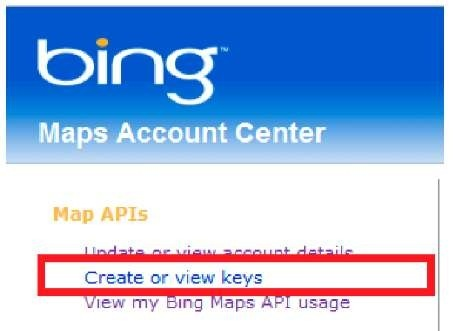 bing™
Maps Account Center
Map APIs
Update or view account details
Create or view keys
View my Bing Maps API usage